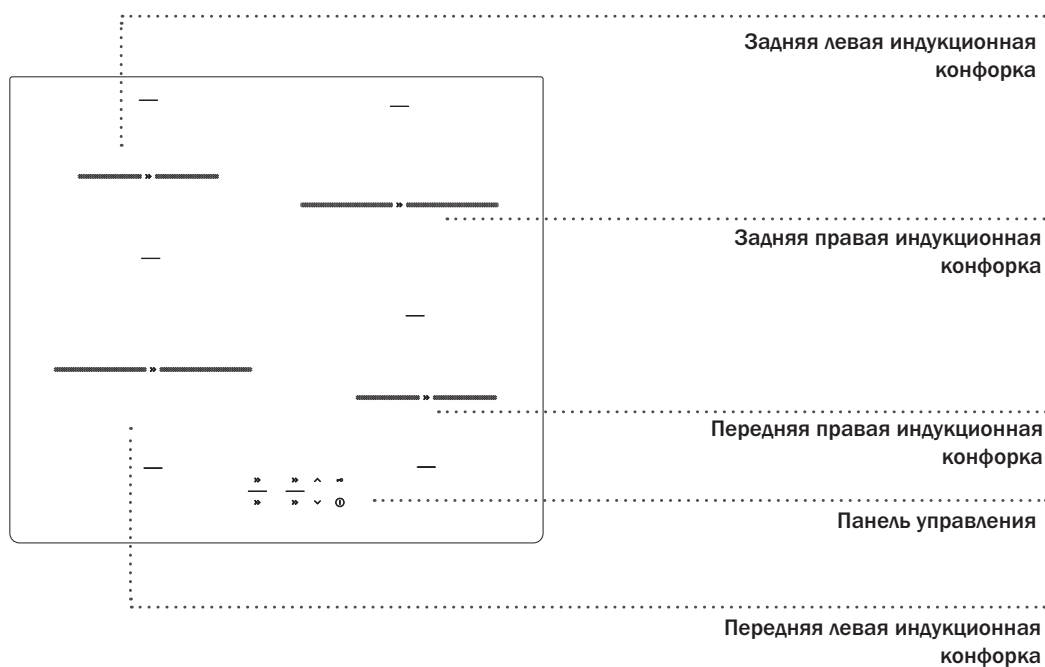 Задняя левая индукционная
конфорка
Задняя правая индукционная
конфорка
Передняя правая индукционная
конфорка
Панель управления
Передняя левая индукционная
конфорка